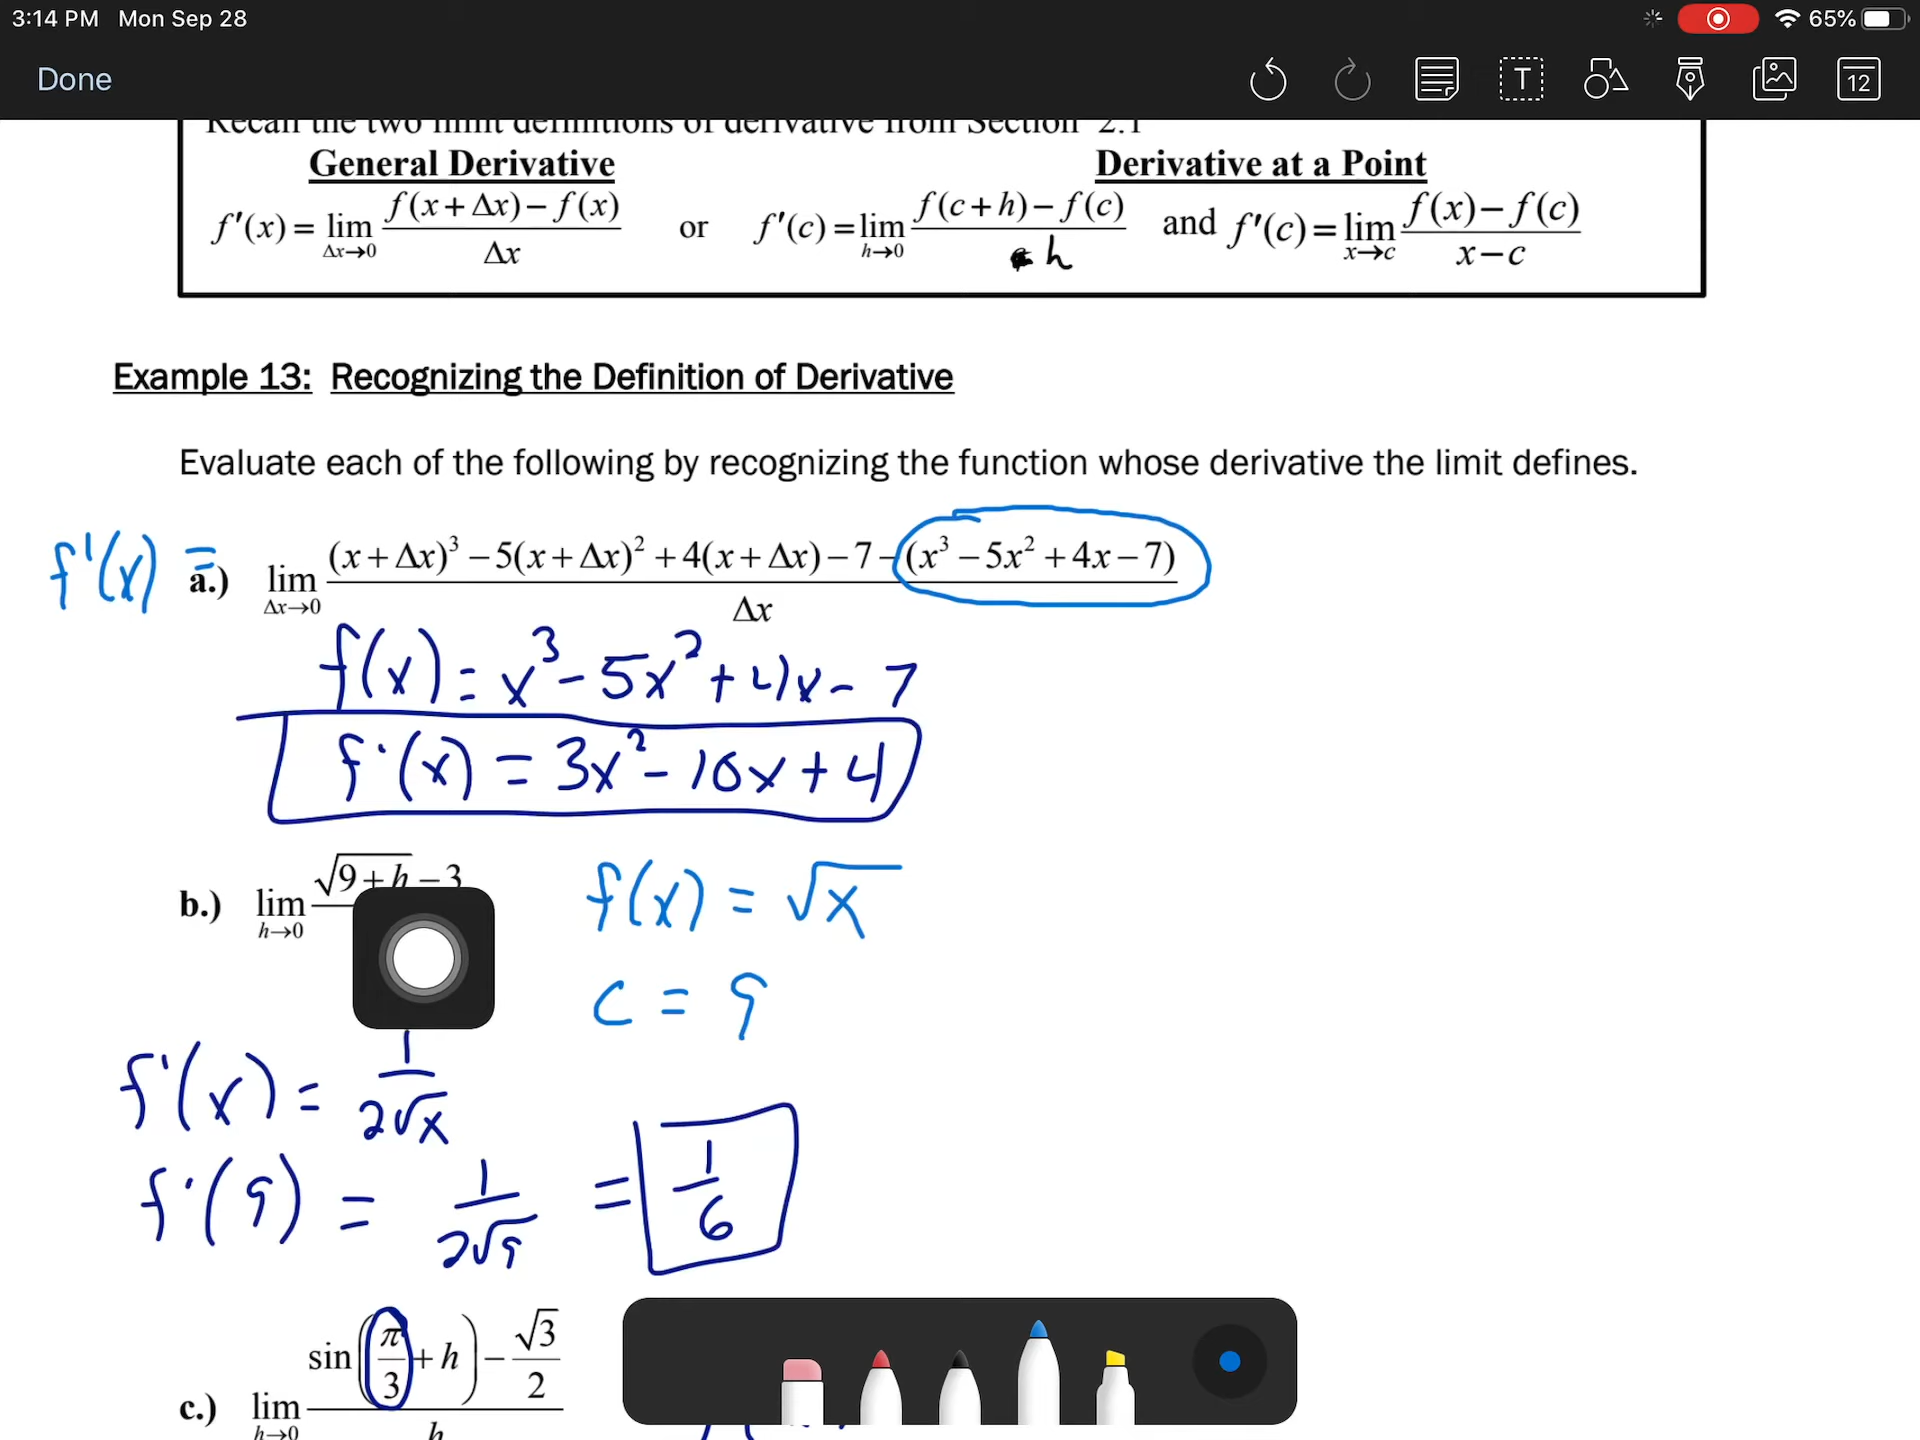 3:14 PM Mon Sep 28 65%
Done T 12
Recall the two limit definitions of derivative from Section 2.1
General Derivative Derivative at a Point
f'(x) = lim Δx→0 (f(x+Δx) − f(x))/Δx or f'(c) = lim h→0 (f(c+h) − f(c))/h and f'(c) = lim x→c (f(x) − f(c))/(x − c)
Example 13: Recognizing the Definition of Derivative
Evaluate each of the following by recognizing the function whose derivative the limit defines.
f'(x) = a.) lim Δx→0 ((x+Δx)³ − 5(x+Δx)² + 4(x+Δx) − 7 − (x³ − 5x² + 4x − 7))/Δx
f(x) = x³ − 5x² + 4x − 7
f'(x) = 3x² − 10x + 4
b.) lim h→0 √(9+h) − 3 f(x) = √x
c = 9
f'(x) = 1/(2√x)
f'(9) = 1/(2√9) = 1/6
c.) lim h→0 (sin(π/3 + h) − √3/2)/h